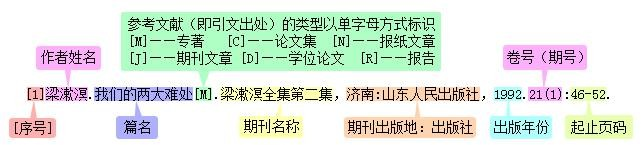 参考文献（即引文出处）的类型以单字母方式标识
[M]——专著 [C]——论文集 [N]——报纸文章
[J]——期刊文章 [D]——学位论文 [R]——报告
作者姓名
卷号（期号）
[1]梁漱溟.我们的两大难处[M].梁漱溟全集第二集，济南:山东人民出版社，1992.21(1):46-52.
[序号]
篇名
期刊名称
期刊出版地：出版社
出版年份
起止页码